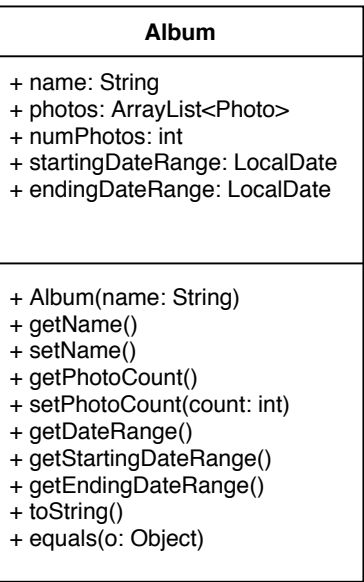 Album
+ name: String
+ photos: ArrayList<Photo>
+ numPhotos: int
+ startingDateRange: LocalDate
+ endingDateRange: LocalDate
+ Album(name: String)
+ getName()
+ setName()
+ getPhotoCount()
+ setPhotoCount(count: int)
+ getDateRange()
+ getStartingDateRange()
+ getEndingDateRange()
+ toString()
+ equals(o: Object)